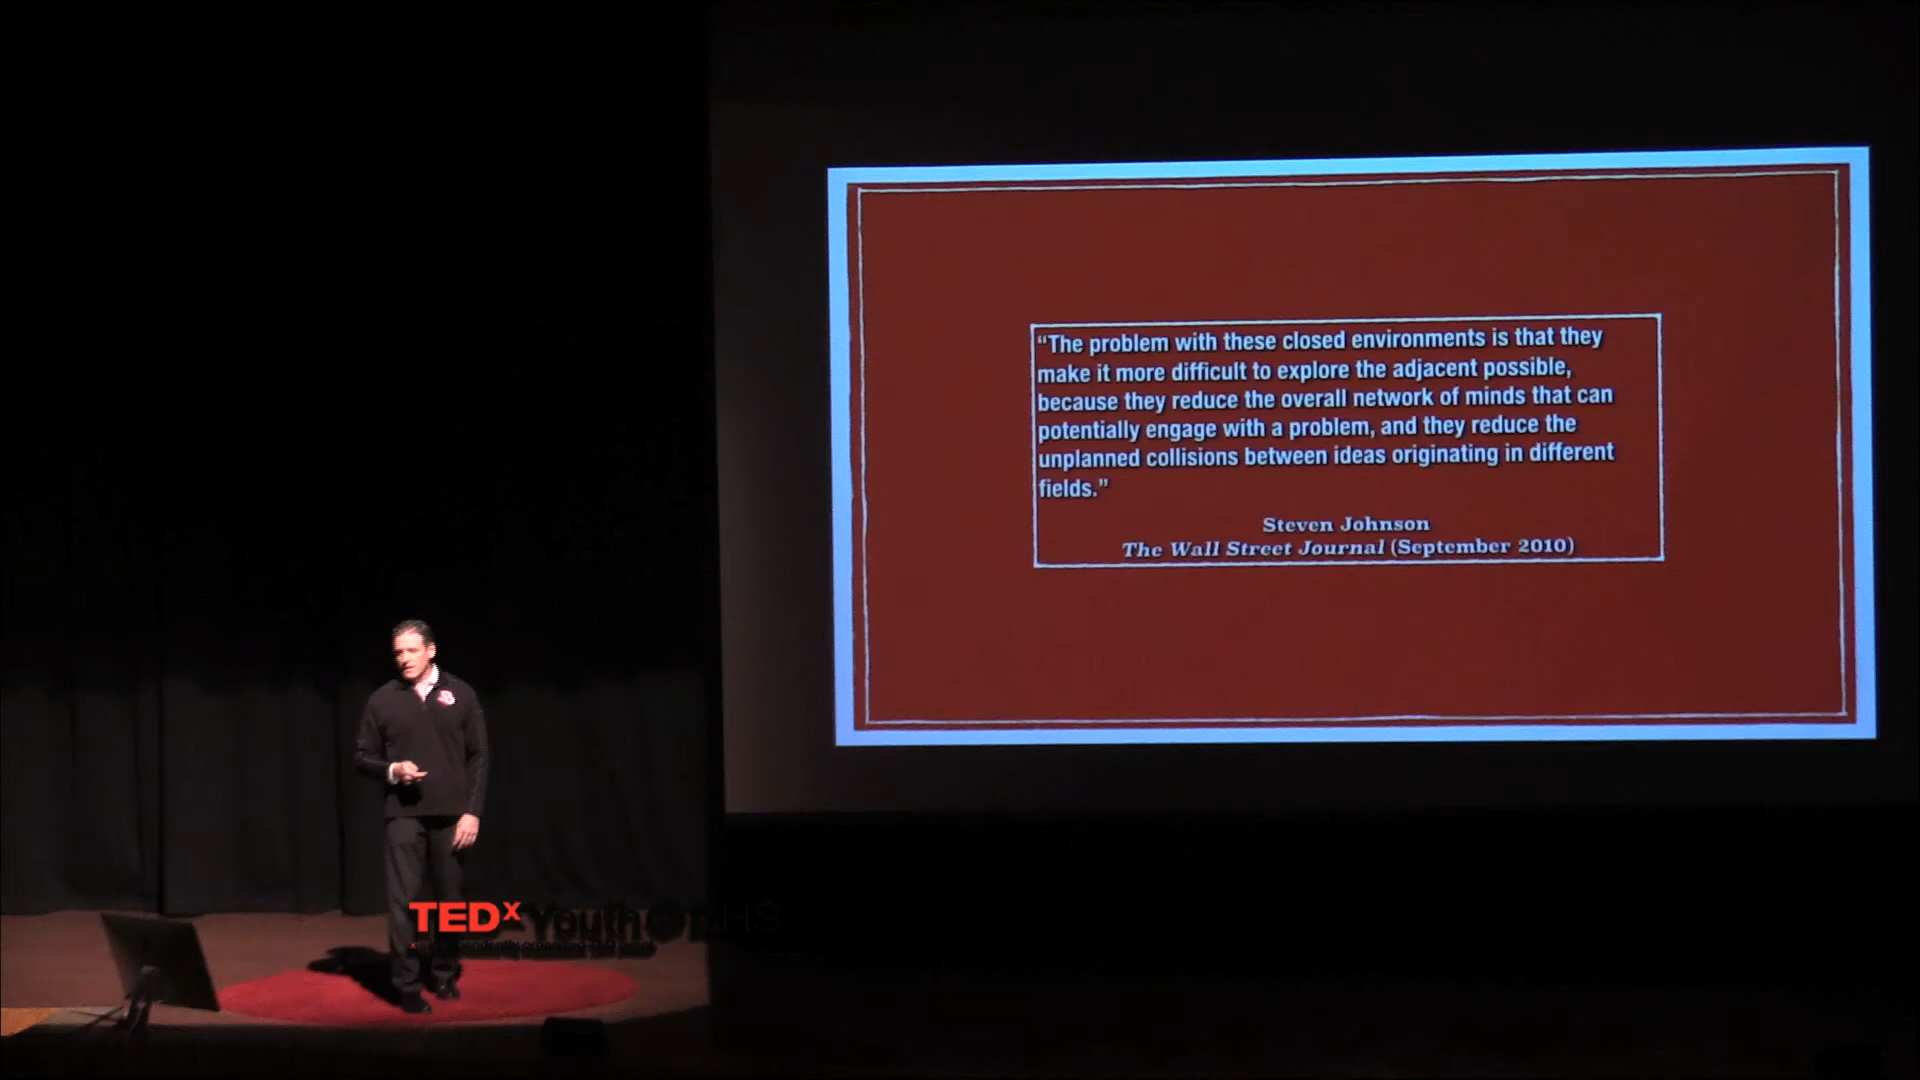 “The problem with these closed environments is that they
make it more difficult to explore the adjacent possible,
because they reduce the overall network of minds that can
potentially engage with a problem, and they reduce the
unplanned collisions between ideas originating in different
fields.”
Steven Johnson
The Wall Street Journal (September 2010)
TEDx Youth